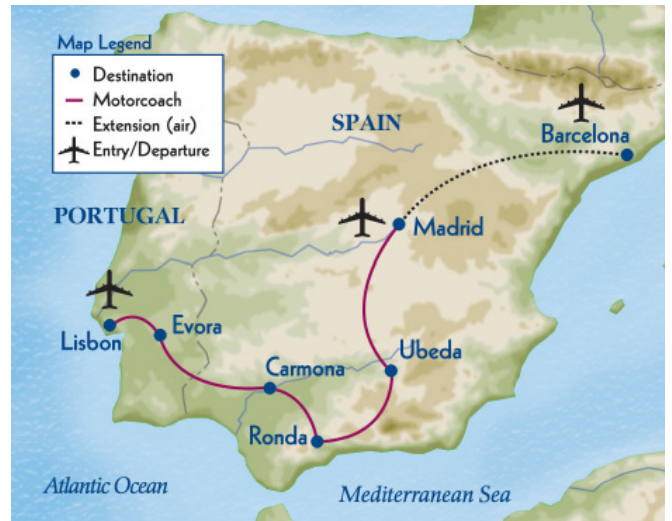 Map Legend
Destination
Motorcoach
Extension (air)
Entry/Departure
SPAIN
Barcelona
PORTUGAL
Madrid
Lisbon
Evora
Carmona
Ubeda
Ronda
Atlantic Ocean
Mediterranean Sea